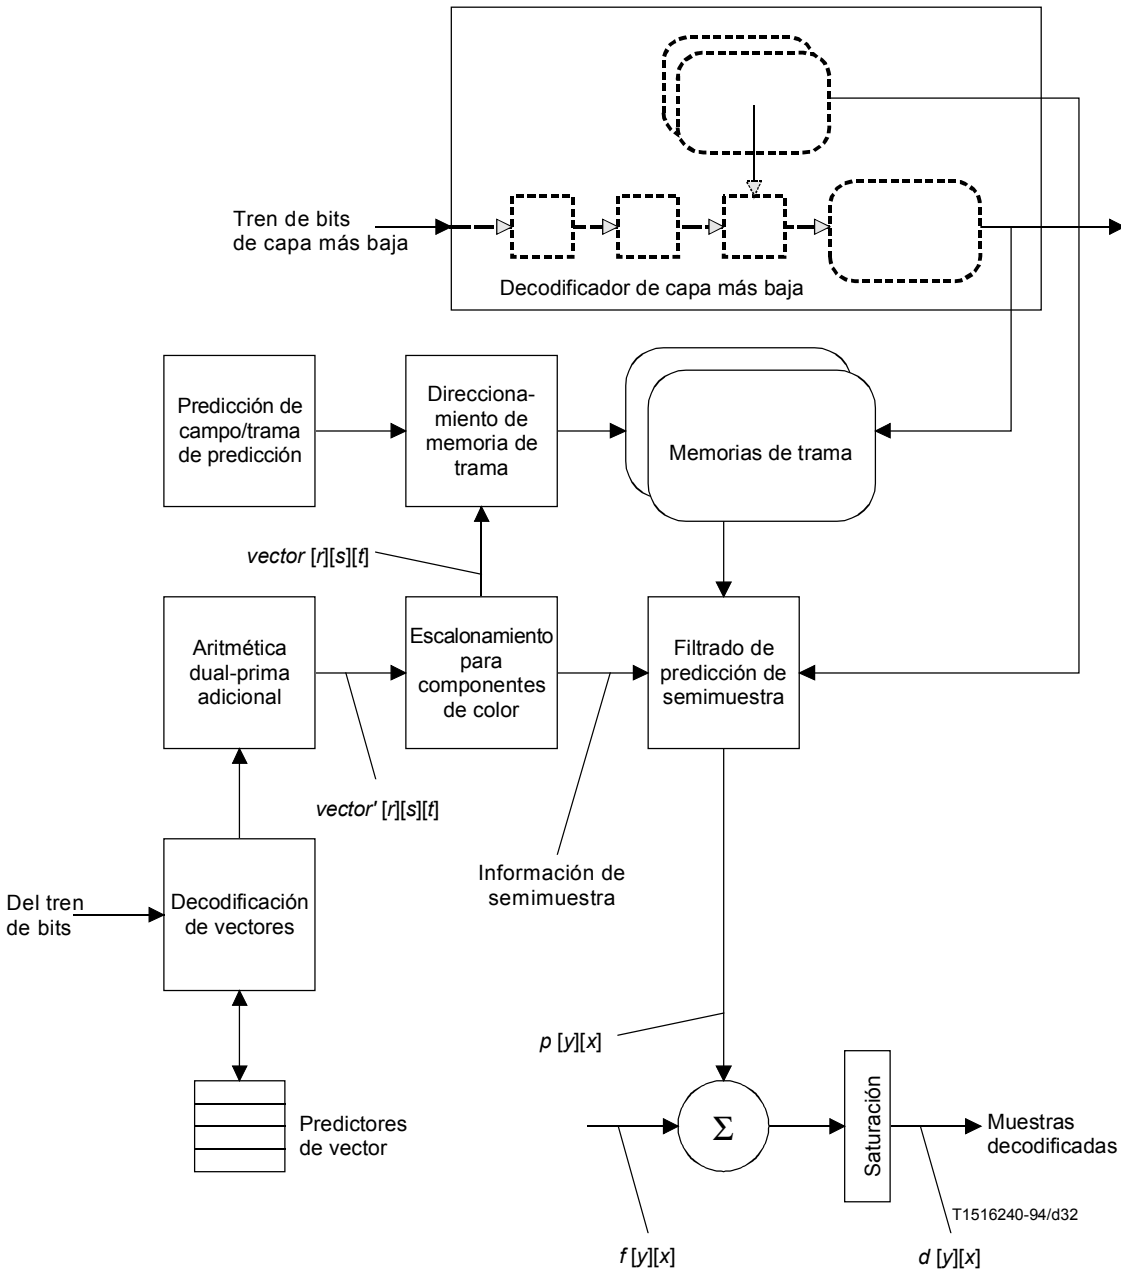 Tren de bits
de capa más baja
Decodificador de capa más baja
Predicción de
campo/trama
de predicción
Direcciona-
miento de
memoria de
trama
Memorias de trama
vector [r][s][t]
Aritmética
dual-prima
adicional
Escalonamiento
para
componentes
de color
Filtrado de
predicción de
semimuestra
vector' [r][s][t]
Información de
semimuestra
Del tren
de bits
Decodificación
de vectores
p [y][x]
Predictores
de vector
Σ
Saturación
Muestras
decodificadas
T1516240-94/d32
f [y][x]
d [y][x]